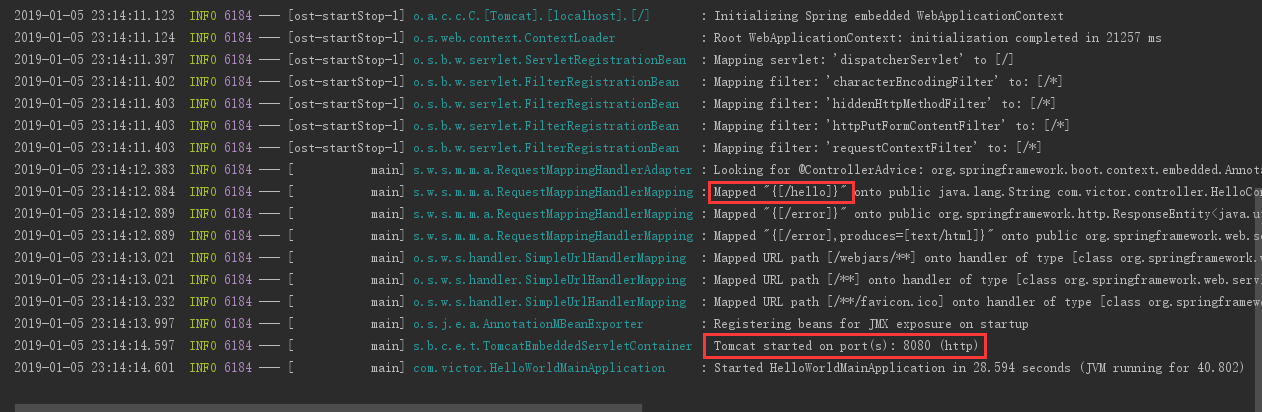 2019-01-05 23:14:11.123  INFO 6184 --- [ost-startStop-1] o.a.c.c.C.[Tomcat].[localhost].[/]       : Initializing Spring embedded WebApplicationContext
2019-01-05 23:14:11.124  INFO 6184 --- [ost-startStop-1] o.s.web.context.ContextLoader            : Root WebApplicationContext: initialization completed in 21257 ms
2019-01-05 23:14:11.397  INFO 6184 --- [ost-startStop-1] o.s.b.w.servlet.ServletRegistrationBean  : Mapping servlet: 'dispatcherServlet' to [/]
2019-01-05 23:14:11.402  INFO 6184 --- [ost-startStop-1] o.s.b.w.servlet.FilterRegistrationBean   : Mapping filter: 'characterEncodingFilter' to: [/*]
2019-01-05 23:14:11.403  INFO 6184 --- [ost-startStop-1] o.s.b.w.servlet.FilterRegistrationBean   : Mapping filter: 'hiddenHttpMethodFilter' to: [/*]
2019-01-05 23:14:11.403  INFO 6184 --- [ost-startStop-1] o.s.b.w.servlet.FilterRegistrationBean   : Mapping filter: 'httpPutFormContentFilter' to: [/*]
2019-01-05 23:14:11.403  INFO 6184 --- [ost-startStop-1] o.s.b.w.servlet.FilterRegistrationBean   : Mapping filter: 'requestContextFilter' to: [/*]
2019-01-05 23:14:12.383  INFO 6184 --- [           main] s.w.s.m.m.a.RequestMappingHandlerAdapter : Looking for @ControllerAdvice: org.springframework.boot.context.embedded.Annota
2019-01-05 23:14:12.884  INFO 6184 --- [           main] s.w.s.m.m.a.RequestMappingHandlerMapping : Mapped "{[/hello]}" onto public java.lang.String com.victor.controller.HelloCo
2019-01-05 23:14:12.889  INFO 6184 --- [           main] s.w.s.m.m.a.RequestMappingHandlerMapping : Mapped "{[/error]}" onto public org.springframework.http.ResponseEntity<java.u
2019-01-05 23:14:12.889  INFO 6184 --- [           main] s.w.s.m.m.a.RequestMappingHandlerMapping : Mapped "{[/error],produces=[text/html]}" onto public org.springframework.web.s
2019-01-05 23:14:13.021  INFO 6184 --- [           main] o.s.w.s.handler.SimpleUrlHandlerMapping  : Mapped URL path [/webjars/**] onto handler of type [class org.springframework.
2019-01-05 23:14:13.021  INFO 6184 --- [           main] o.s.w.s.handler.SimpleUrlHandlerMapping  : Mapped URL path [/**] onto handler of type [class org.springframework.web.serv
2019-01-05 23:14:13.232  INFO 6184 --- [           main] o.s.w.s.handler.SimpleUrlHandlerMapping  : Mapped URL path [/**/favicon.ico] onto handler of type [class org.springframew
2019-01-05 23:14:13.997  INFO 6184 --- [           main] o.s.j.e.a.AnnotationMBeanExporter        : Registering beans for JMX exposure on startup
2019-01-05 23:14:14.597  INFO 6184 --- [           main] s.b.c.e.t.TomcatEmbeddedServletContainer Tomcat started on port(s): 8080 (http)
2019-01-05 23:14:14.601  INFO 6184 --- [           main] com.victor.HelloWorldMainApplication     : Started HelloWorldMainApplication in 28.594 seconds (JVM running for 40.802)